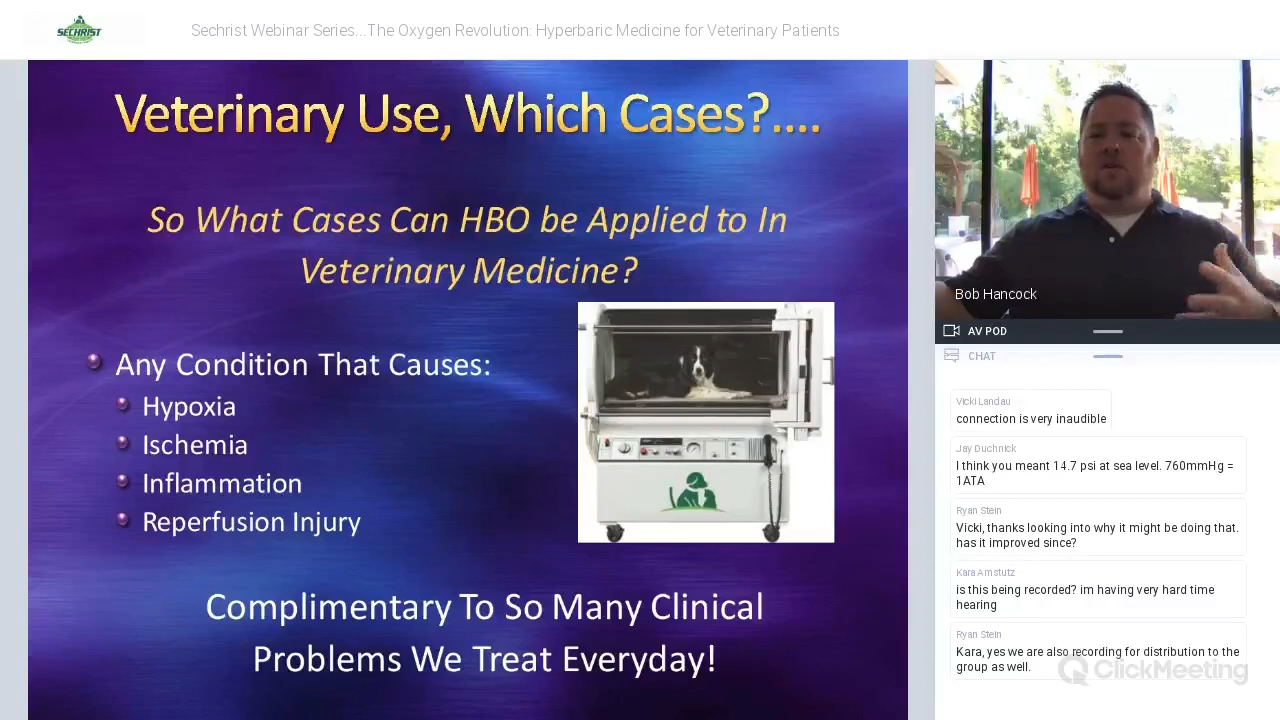 SECHRIST
Sechrist Webinar Series...The Oxygen Revolution: Hyperbaric Medicine for Veterinary Patients
Veterinary Use, Which Cases?....
So What Cases Can HBO be Applied to In
Veterinary Medicine?
Any Condition That Causes:
Hypoxia
Ischemia
Inflammation
Reperfusion Injury
Complimentary To So Many Clinical
Problems We Treat Everyday!
Bob Hancock
AV POD
CHAT
Vicki Landau
connection is very inaudible
Jay Duchnick
I think you meant 14.7 psi at sea level. 760mmHg =
1ATA
Ryan Stein
Vicki, thanks looking into why it might be doing that.
has it improved since?
Kara Amstutz
is this being recorded? im having very hard time
hearing
Ryan Stein
Kara, yes we are also recording for distribution to the
group as well.
ClickMeeting